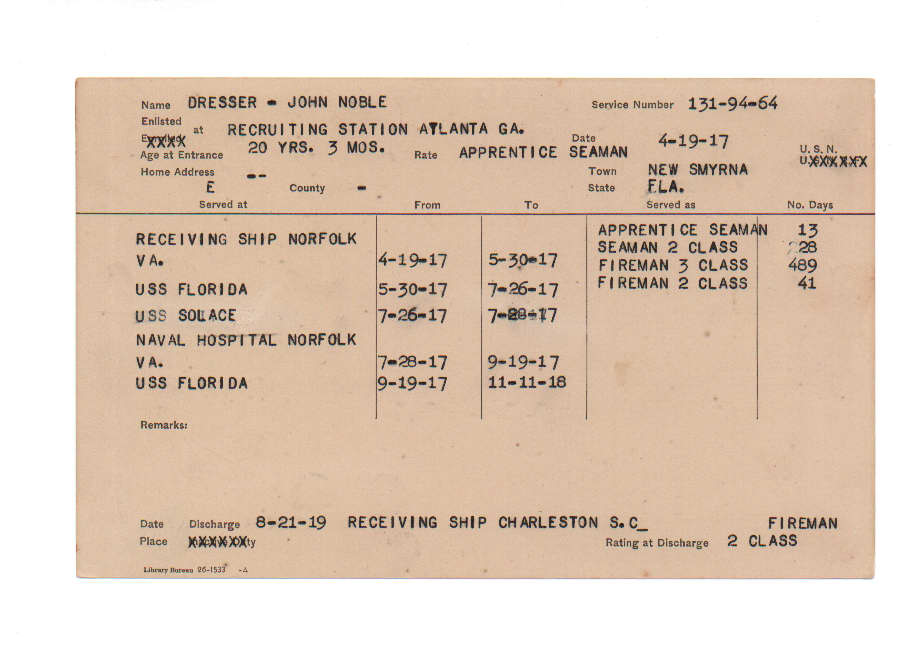 Name DRESSER - JOHN NOBLE Service Number 131-94-64
Enlisted
at RECRUITING STATION ATLANTA GA. Date 4-19-17
Age at Entrance 20 YRS. 3 MOS. Rate APPRENTICE SEAMAN U. S. N.
Home Address -- Town NEW SMYRNA
E County - State FLA.
Served at From To Served as No. Days
APPRENTICE SEAMAN 13
RECEIVING SHIP NORFOLK SEAMAN 2 CLASS 28
VA. 4-19-17 5-30-17 FIREMAN 3 CLASS 489
USS FLORIDA 5-30-17 7-26-17 FIREMAN 2 CLASS 41
USS SOLACE 7-26-17 7-28-17
NAVAL HOSPITAL NORFOLK
VA. 7-28-17 9-19-17
USS FLORIDA 9-19-17 11-11-18
Remarks:
Date Discharge 8-21-19 RECEIVING SHIP CHARLESTON S.C_ FIREMAN
Place Rating at Discharge 2 CLASS
Library Bureau 26-1533 -A